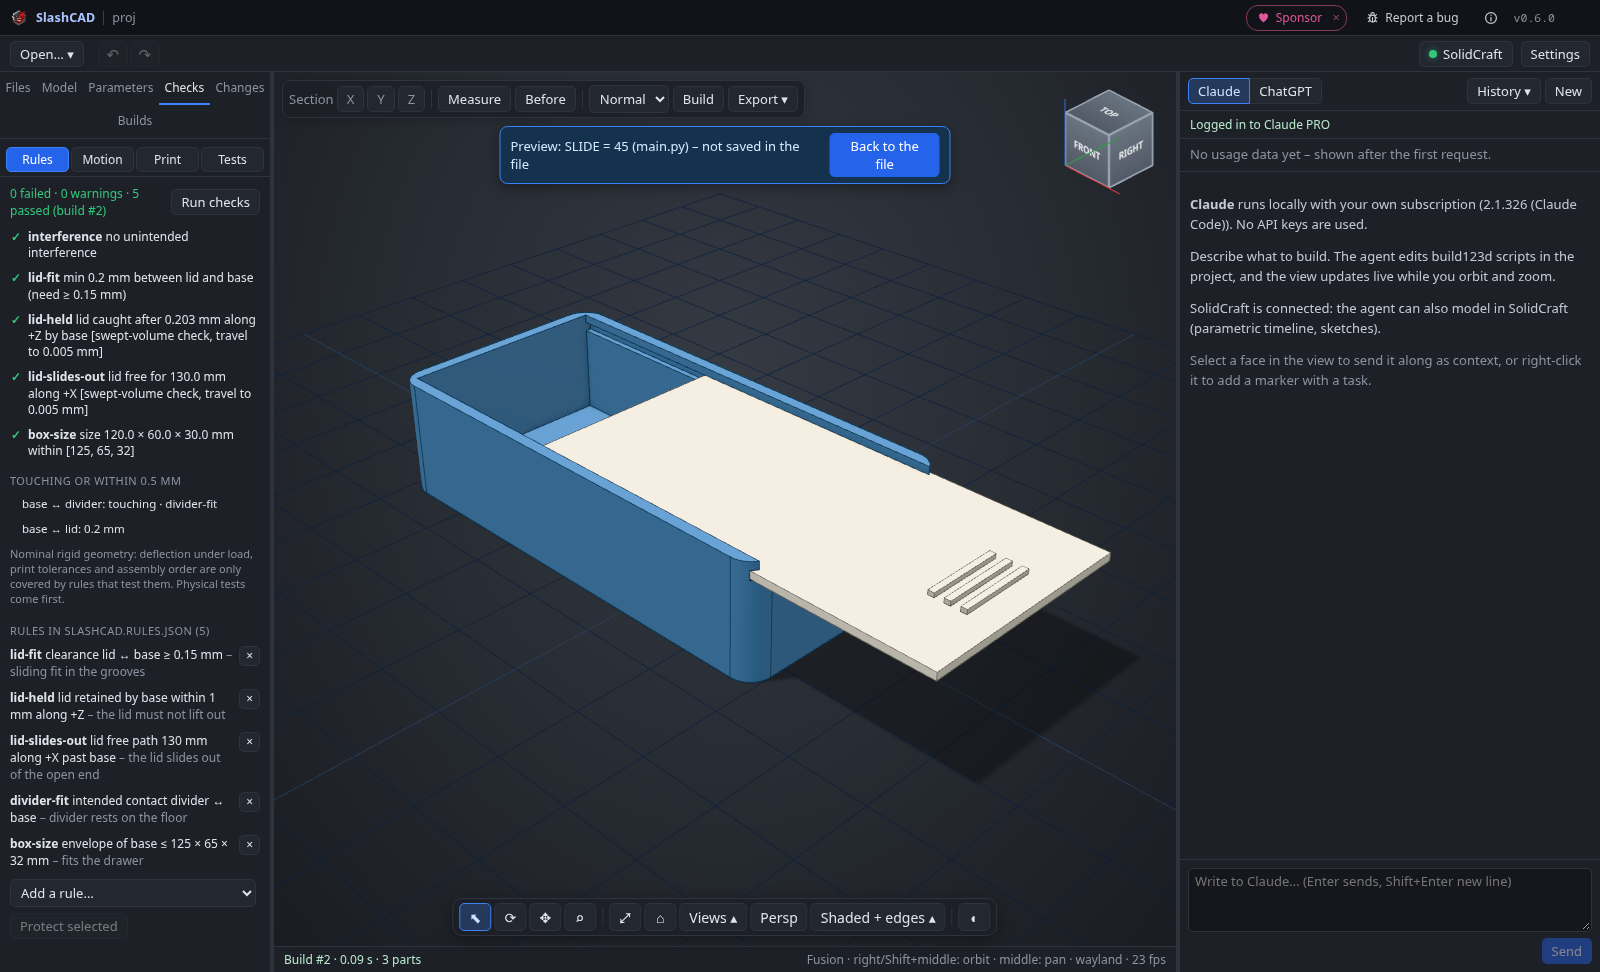 SlashCAD proj
Sponsor ×
Report a bug
v0.6.0
Open... ▾
SolidCraft
Settings
Files Model Parameters Checks Changes
Builds
Rules Motion Print Tests
0 failed · 0 warnings · 5
passed (build #2)
Run checks
✓ interference no unintended
interference
✓ lid-fit min 0.2 mm between lid and base
(need ≥ 0.15 mm)
✓ lid-held lid caught after 0.203 mm along
+Z by base [swept-volume check, travel
to 0.005 mm]
✓ lid-slides-out lid free for 130.0 mm
along +X [swept-volume check, travel to
0.005 mm]
✓ box-size size 120.0 × 60.0 × 30.0 mm
within [125, 65, 32]
TOUCHING OR WITHIN 0.5 MM
base ↔ divider: touching · divider-fit
base ↔ lid: 0.2 mm
Nominal rigid geometry: deflection under load,
print tolerances and assembly order are only
covered by rules that test them. Physical tests
come first.
RULES IN SLASHCAD.RULES.JSON (5)
lid-fit clearance lid ↔ base ≥ 0.15 mm –
sliding fit in the grooves
×
lid-held lid retained by base within 1
mm along +Z – the lid must not lift out
×
lid-slides-out lid free path 130 mm
along +X past base – the lid slides out
of the open end
×
divider-fit intended contact divider ↔
base – divider rests on the floor
×
box-size envelope of base ≤ 125 × 65 ×
32 mm – fits the drawer
×
Add a rule...
Protect selected
Section X Y Z Measure Before Normal Build Export ▾
Preview: SLIDE = 45 (main.py) – not saved in the
file
Back to the
file
TOP
FRONT
RIGHT
Views ▴ Persp Shaded + edges ▴
Build #2 · 0.09 s · 3 parts
Fusion · right/Shift+middle: orbit · middle: pan · wayland · 23 fps
Claude ChatGPT History ▾ New
Logged in to Claude PRO
No usage data yet – shown after the first request.
Claude runs locally with your own subscription (2.1.326 (Claude
Code)). No API keys are used.
Describe what to build. The agent edits build123d scripts in the
project, and the view updates live while you orbit and zoom.
SolidCraft is connected: the agent can also model in SolidCraft
(parametric timeline, sketches).
Select a face in the view to send it along as context, or right-click
it to add a marker with a task.
Write to Claude... (Enter sends, Shift+Enter new line)
Send